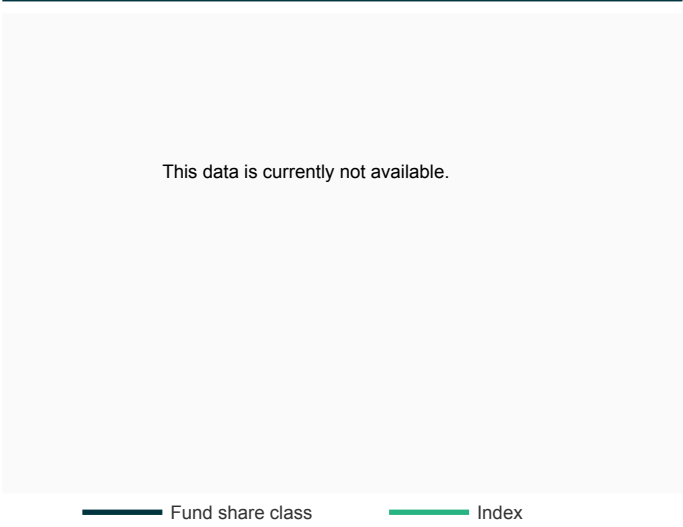 This data is currently not available.
Fund share class Index